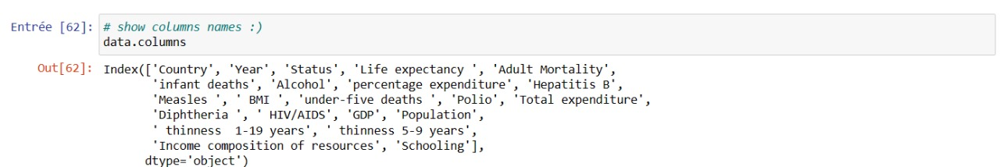 Entrée [62]: # show columns names :)
data.columns
Out[62]: Index(['Country', 'Year', 'Status', 'Life expectancy ', 'Adult Mortality',
'infant deaths', 'Alcohol', 'percentage expenditure', 'Hepatitis B',
'Measles ', ' BMI ', 'under-five deaths ', 'Polio', 'Total expenditure',
'Diphtheria ', ' HIV/AIDS', 'GDP', 'Population',
' thinness  1-19 years', ' thinness 5-9 years',
'Income composition of resources', 'Schooling'],
dtype='object')